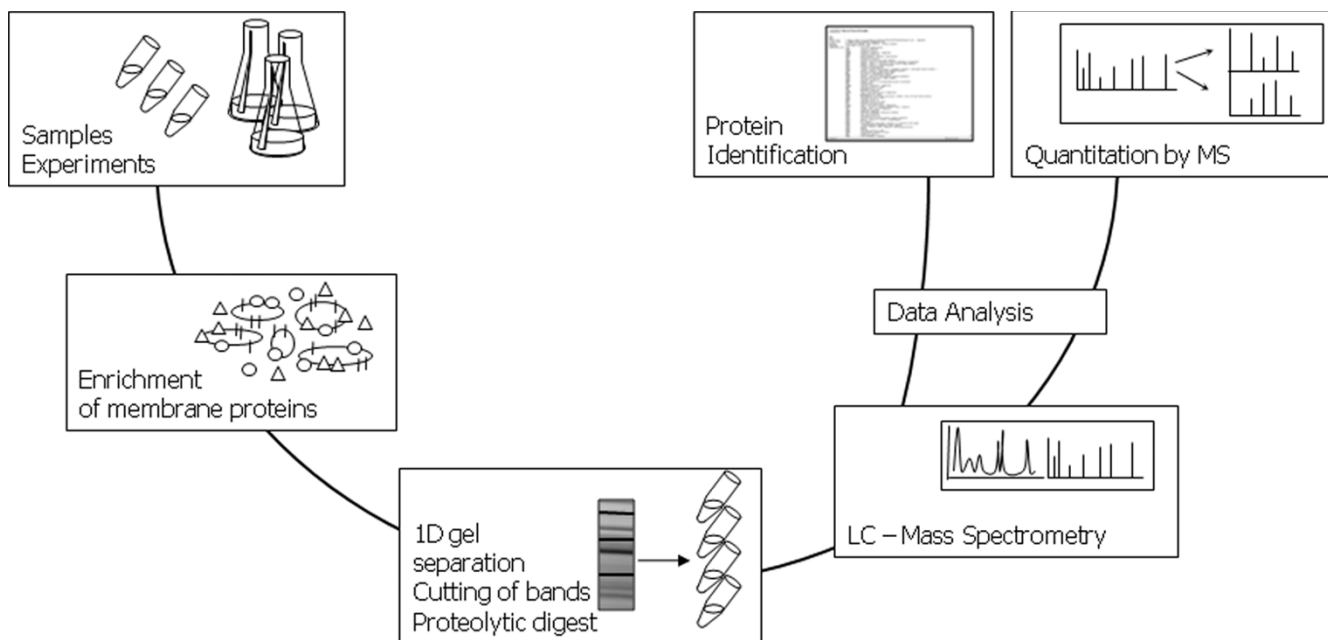 Samples
Experiments
Enrichment
of membrane proteins
1D gel
separation
Cutting of bands
Proteolytic digest
LC – Mass Spectrometry
Data Analysis
Protein
Identification
Quantitation by MS